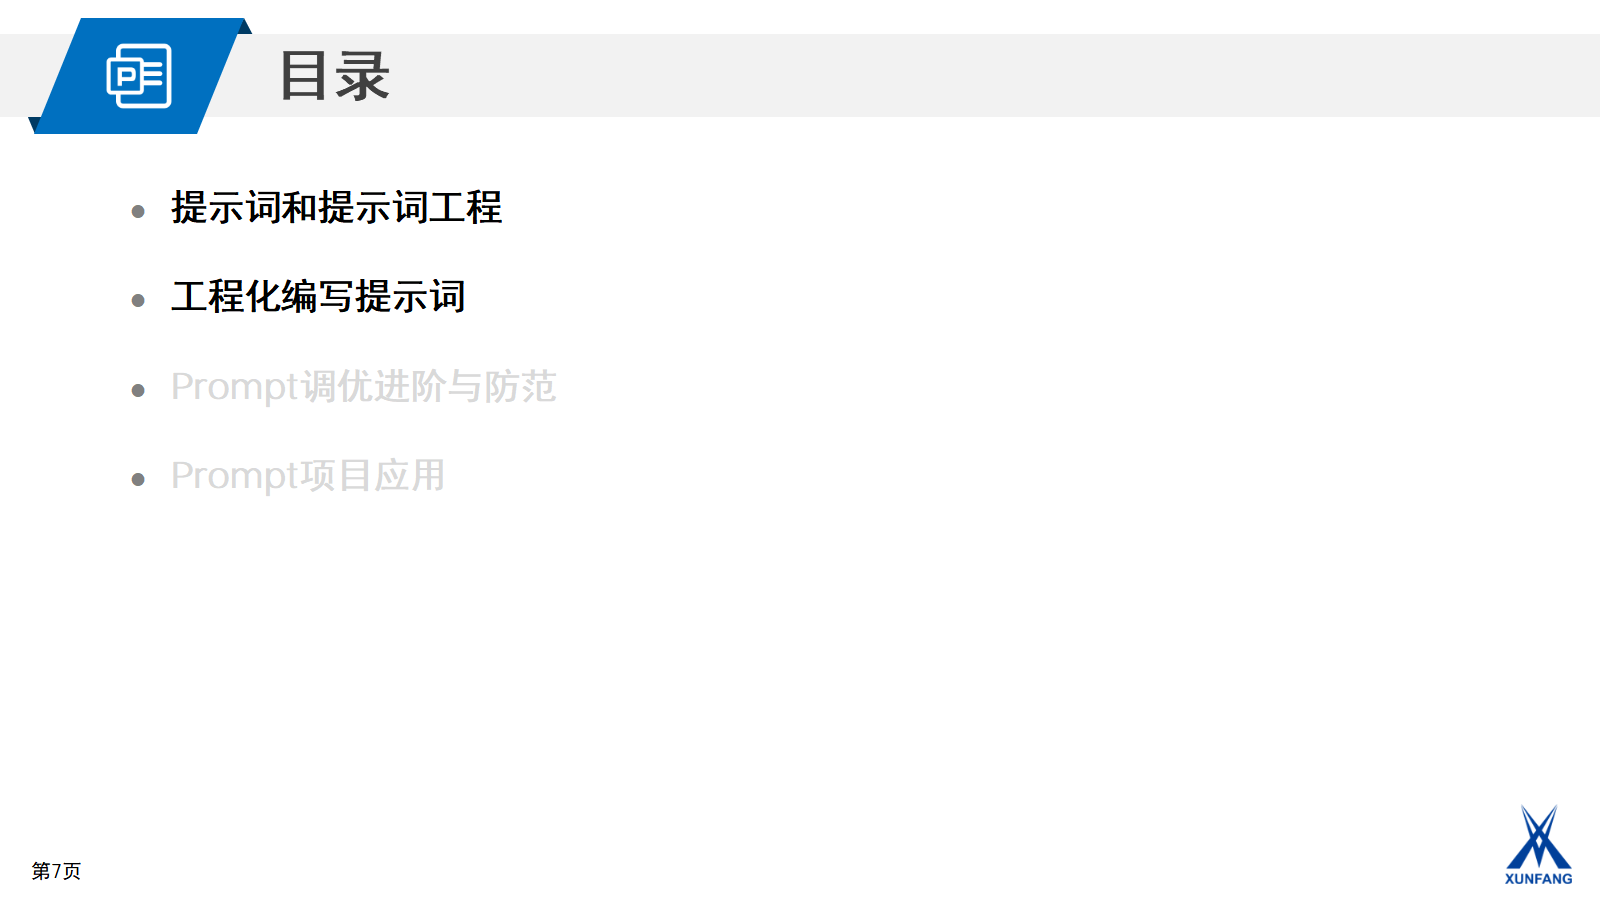 目录
提示词和提示词工程
工程化编写提示词
Prompt调优进阶与防范
Prompt项目应用
第7页
XUNFANG